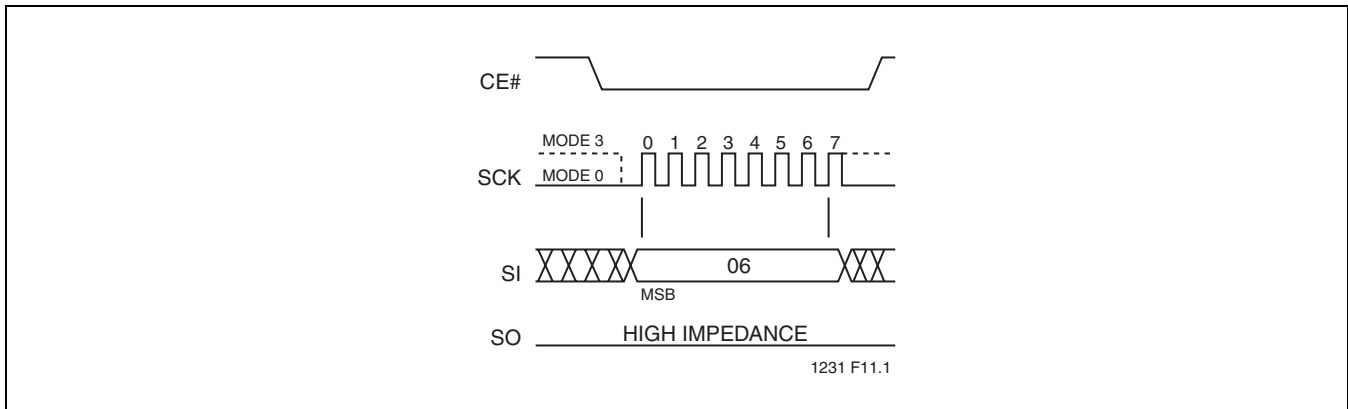 CE#
MODE 3
0 1 2 3 4 5 6 7
SCK
MODE 0
SI
06
MSB
SO
HIGH IMPEDANCE
1231 F11.1